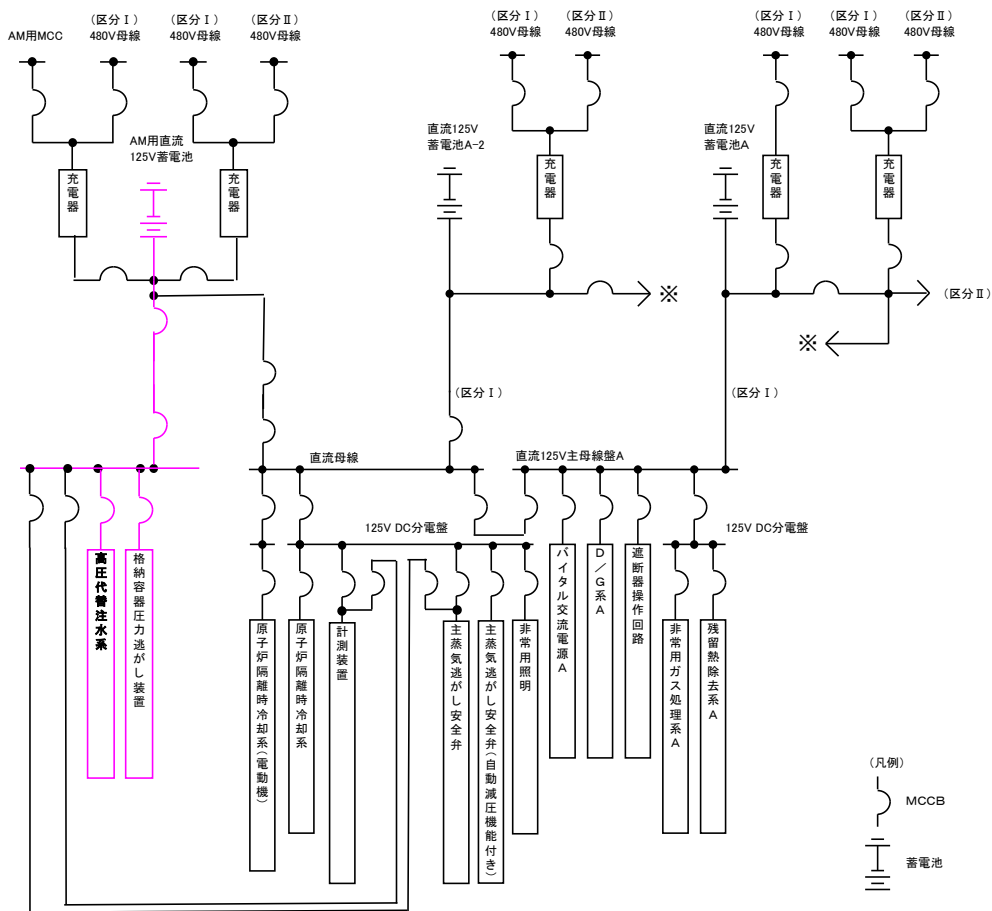 (区分Ⅰ)
(区分Ⅱ)
(区分Ⅰ)
(区分Ⅰ)
(区分Ⅱ)
480V母線
480V母線
480V母線
480V母線
480V母線
(区分Ⅰ)
(区分Ⅱ)
AM用MCC
480V母線
480V母線
480V母線
(区分Ⅰ)
(区分Ⅰ)
(区分Ⅱ)
AM用直流
125V蓄電池
直流125V
蓄電池A-2
直流125V
蓄電池A
充電器
充電器
充電器
充電器
充電器
※
(区分Ⅱ)
※
(区分Ⅰ)
(区分Ⅰ)
直流母線
直流125V主母線盤A
125V DC分電盤
125V DC分電盤
高圧代替注水系
格納容器圧力逃がし装置
原子炉隔離時冷却系(電動機)
原子炉隔離時冷却系
計測装置
主蒸気逃がし安全弁
主蒸気逃がし安全弁(自動減圧機能付き)
非常用照明
バイタル交流電源A
D/G系A
遮断器操作回路
非常用ガス処理系A
残留熱除去系A
(凡例)
MCCB
蓄電池